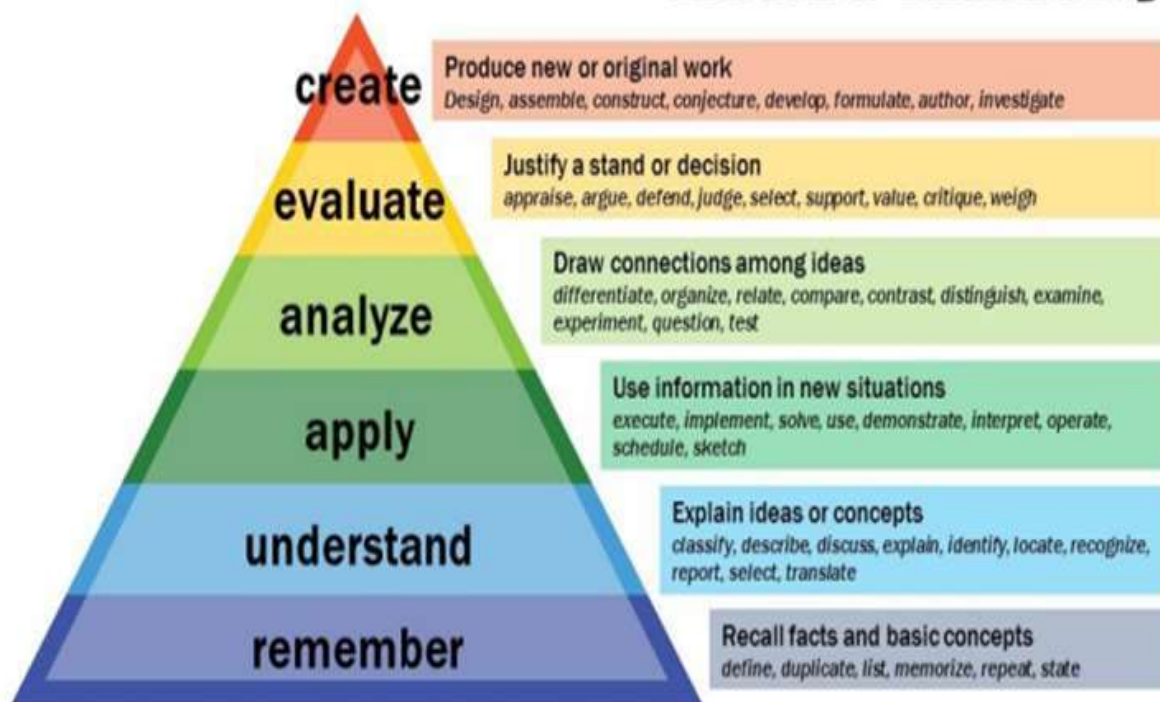 create
Produce new or original work
Design, assemble, construct, conjecture, develop, formulate, author, investigate
evaluate
Justify a stand or decision
appraise, argue, defend, judge, select, support, value, critique, weigh
analyze
Draw connections among ideas
differentiate, organize, relate, compare, contrast, distinguish, examine,
experiment, question, test
apply
Use information in new situations
execute, implement, solve, use, demonstrate, interpret, operate,
schedule, sketch
understand
Explain ideas or concepts
classify, describe, discuss, explain, identify, locate, recognize,
report, select, translate
remember
Recall facts and basic concepts
define, duplicate, list, memorize, repeat, state